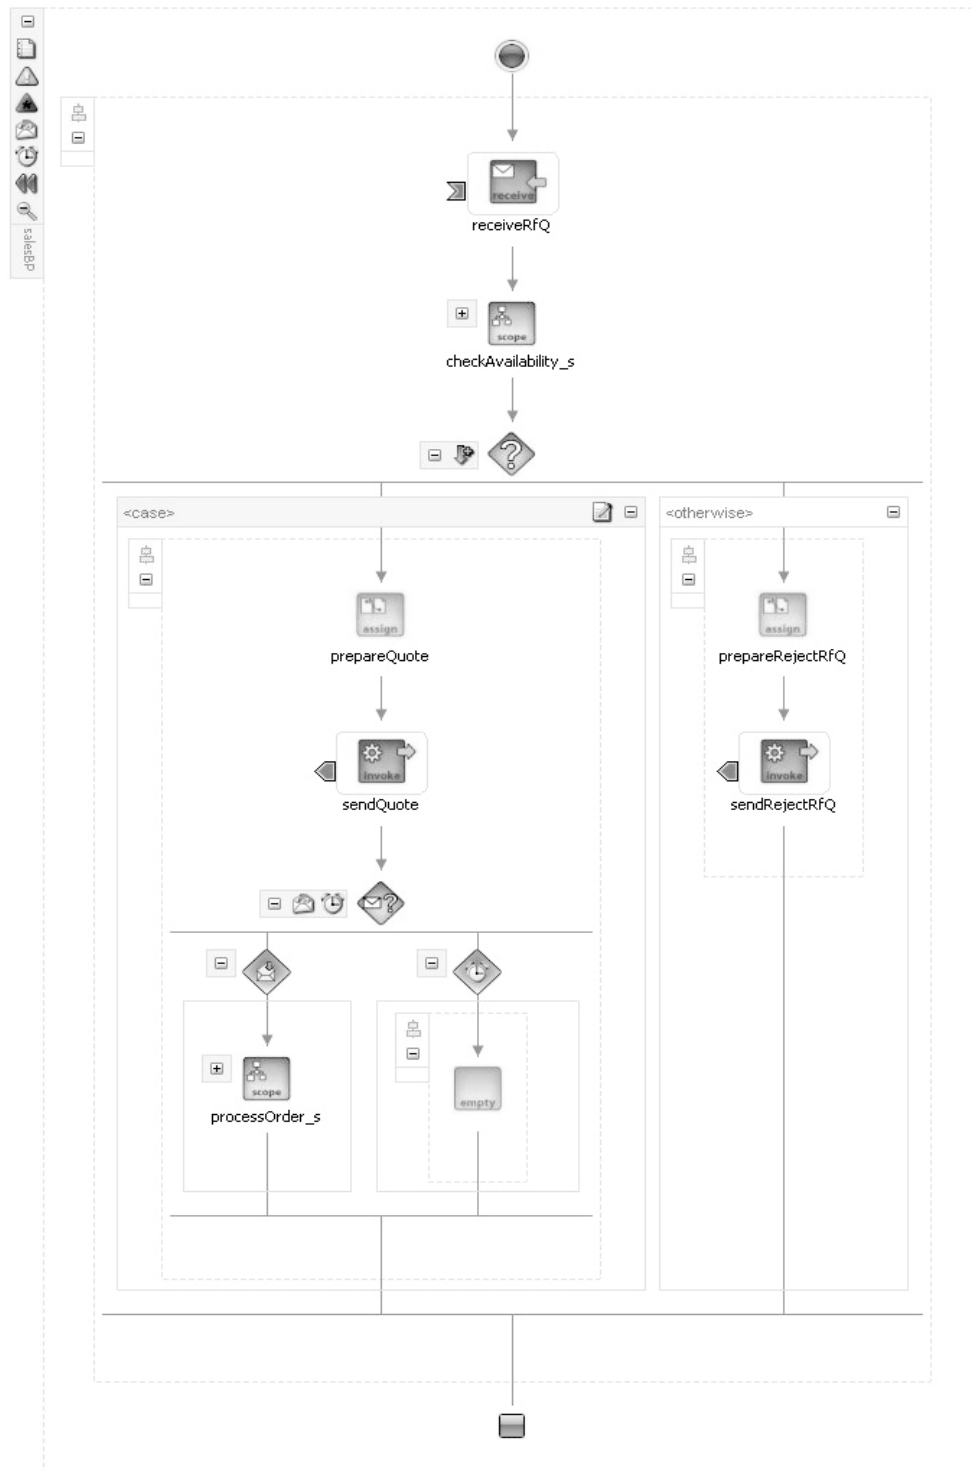 salesBP
receive
receiveRfQ
scope
checkAvailability_s
<case>
<otherwise>
assign
prepareQuote
assign
prepareRejectRfQ
invoke
sendQuote
invoke
sendRejectRfQ
scope
processOrder_s
empty